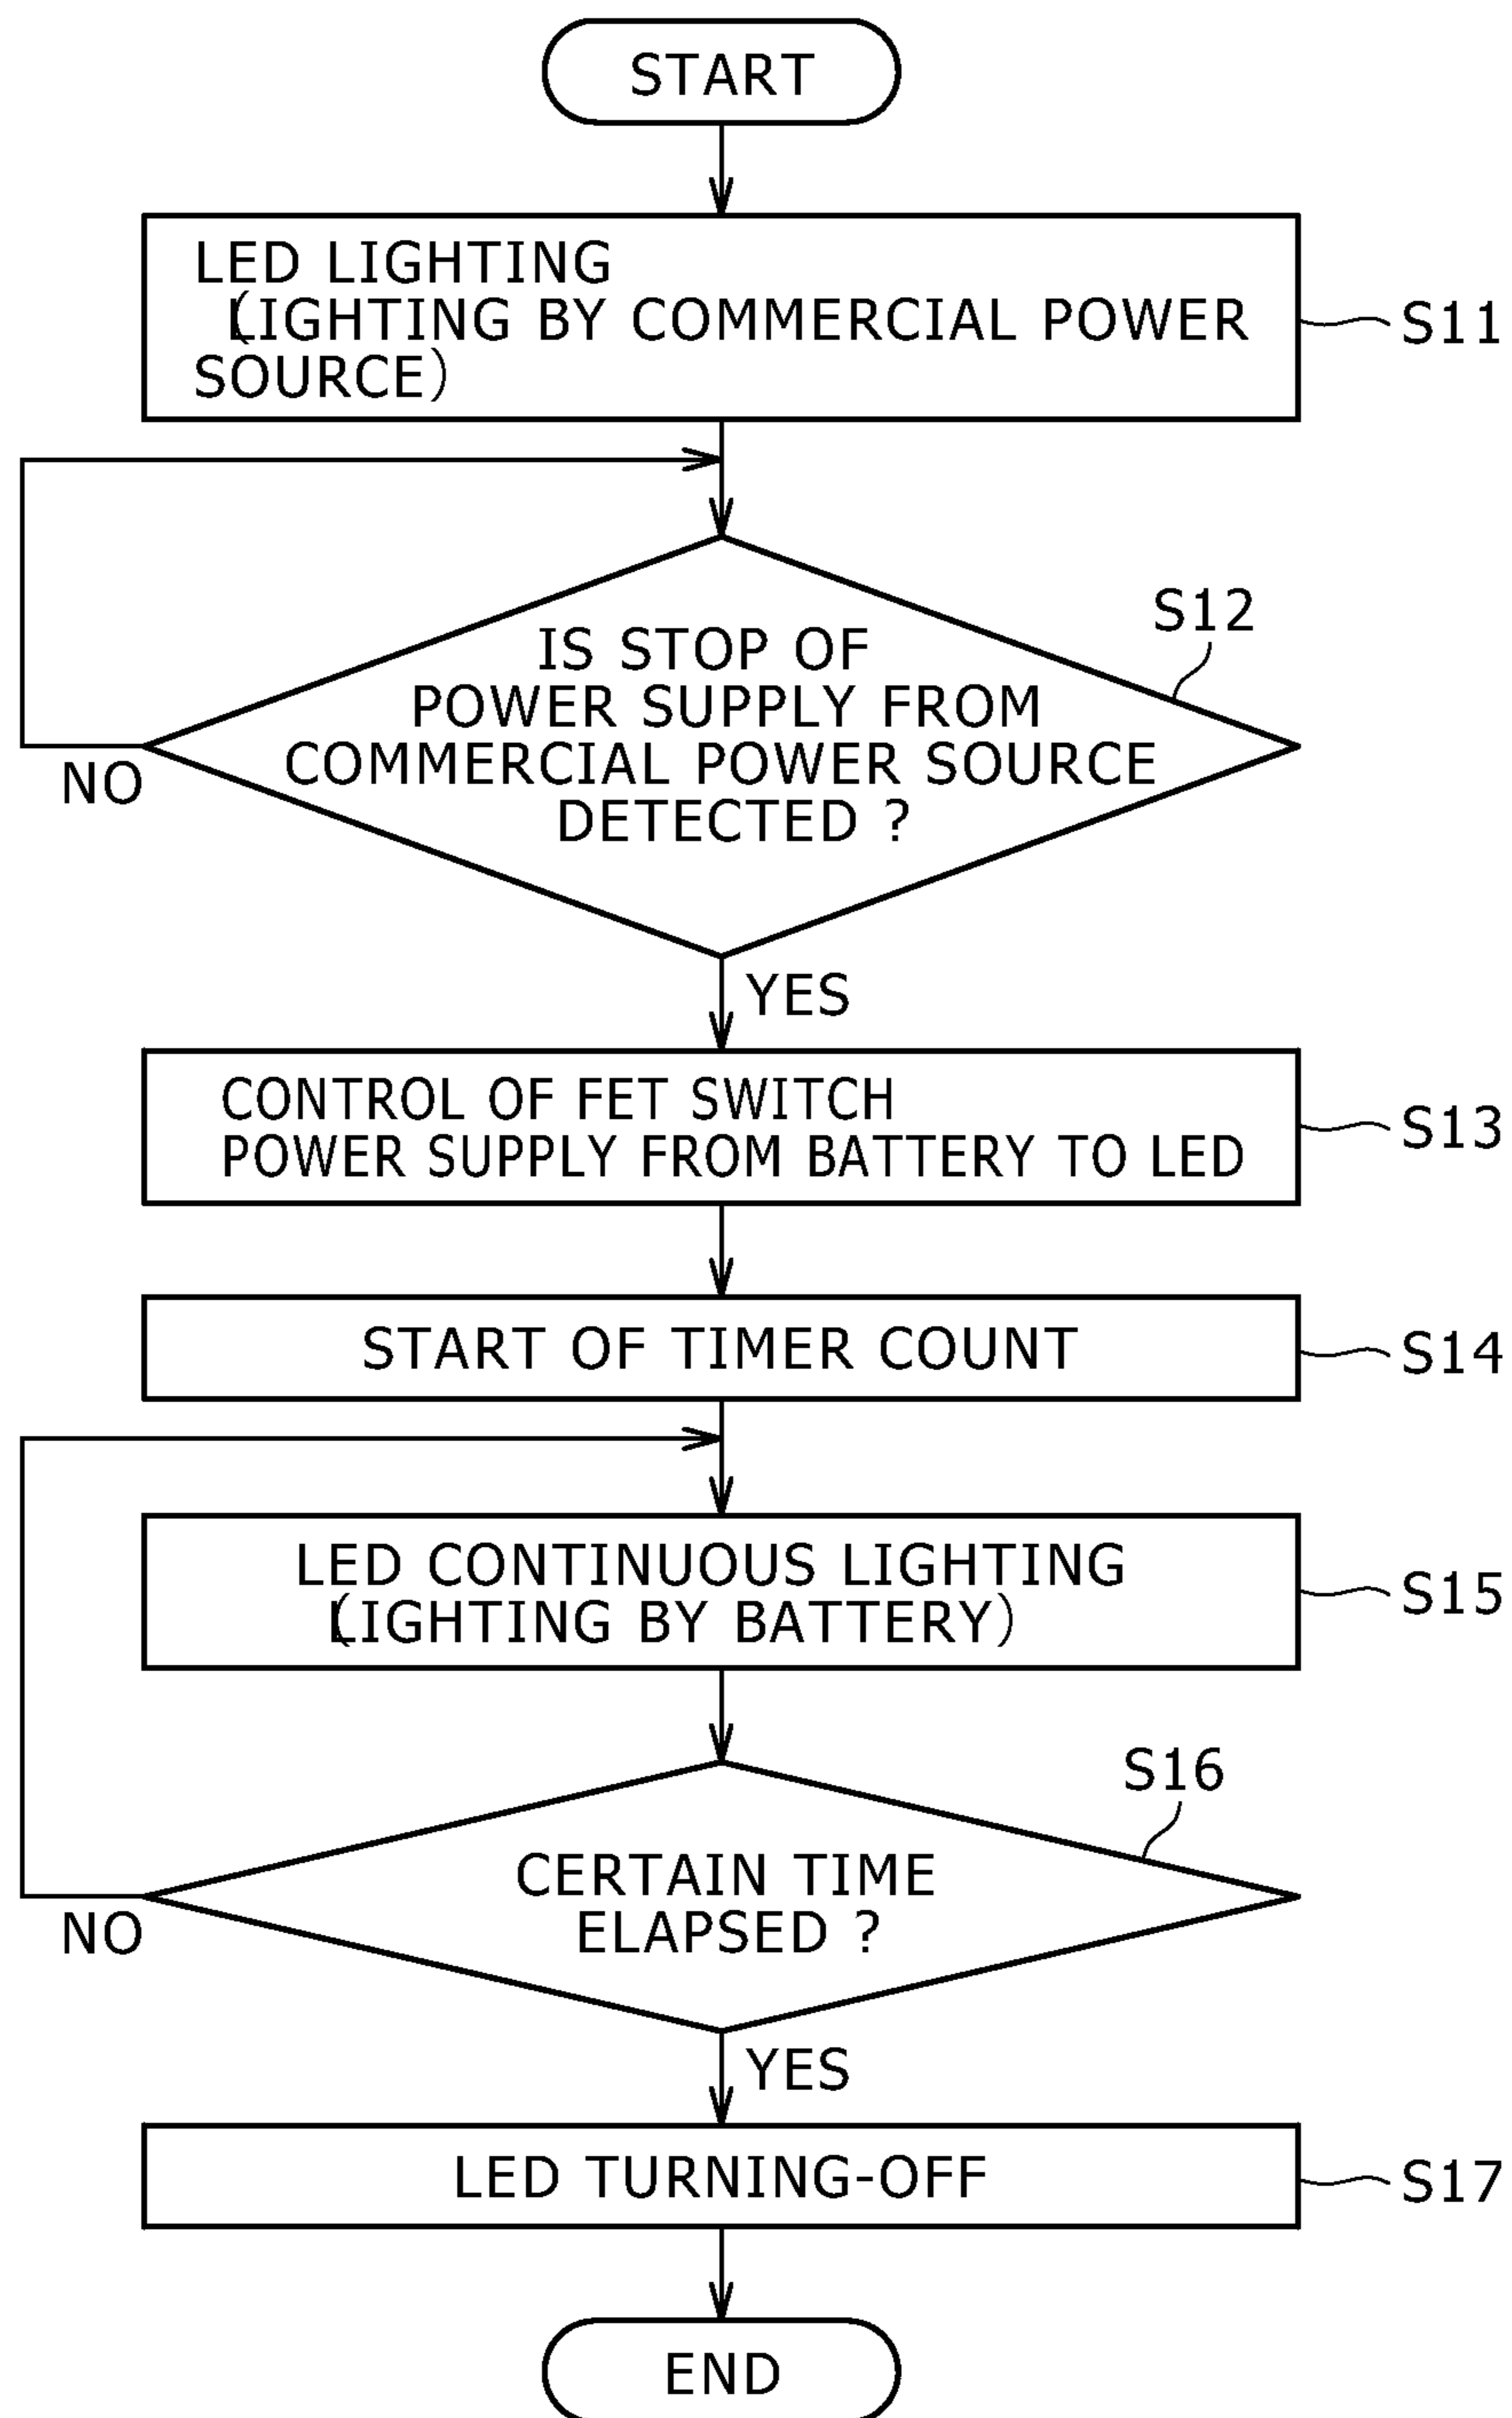 START
LED LIGHTING
(LIGHTING BY COMMERCIAL POWER
SOURCE)
S11
S12
IS STOP OF
POWER SUPPLY FROM
COMMERCIAL POWER SOURCE
DETECTED ?
NO
YES
CONTROL OF FET SWITCH
POWER SUPPLY FROM BATTERY TO LED
S13
START OF TIMER COUNT
S14
LED CONTINUOUS LIGHTING
(LIGHTING BY BATTERY)
S15
S16
CERTAIN TIME
ELAPSED ?
NO
YES
LED TURNING-OFF
S17
END